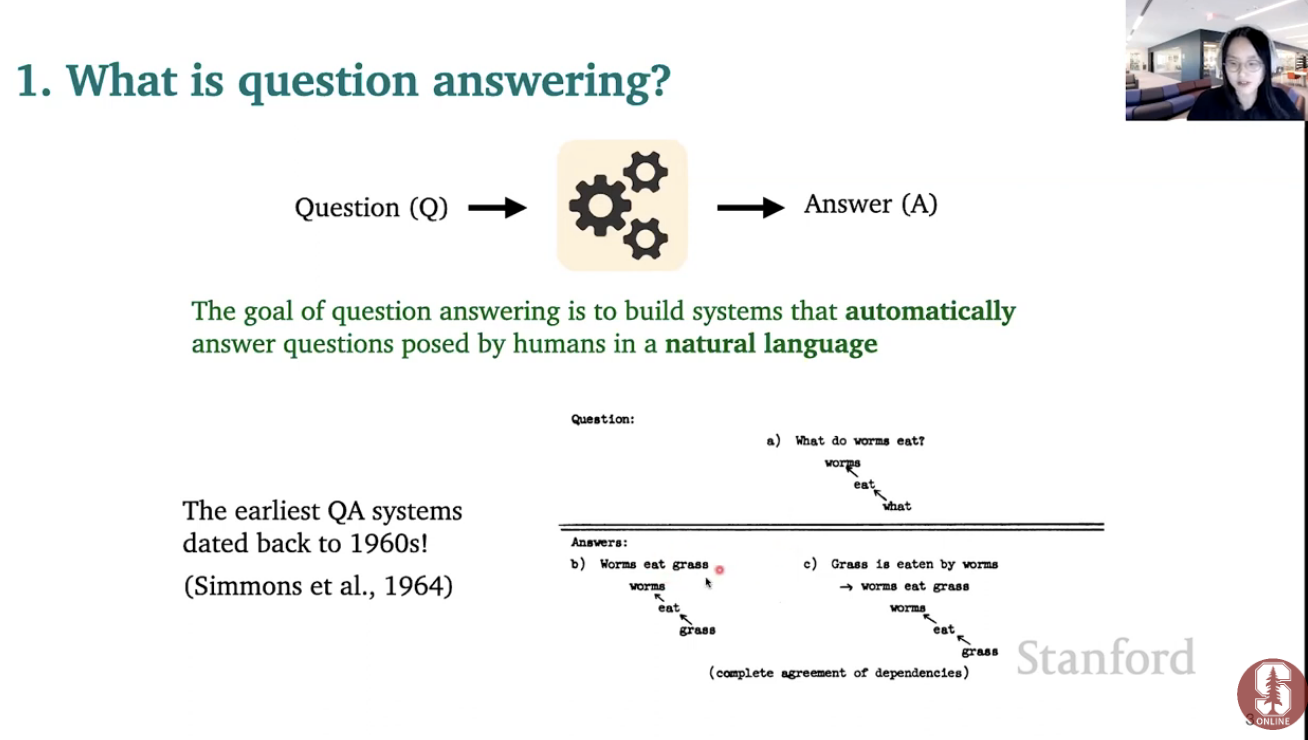 1. What is question answering?
Question (Q)
Answer (A)
The goal of question answering is to build systems that automatically
answer questions posed by humans in a natural language
The earliest QA systems
dated back to 1960s!
(Simmons et al., 1964)
Question:
a) What do worms eat?
worms
eat
what
Answers:
b) Worms eat grass
worms
eat
grass
c) Grass is eaten by worms
→ worms eat grass
worms
eat
grass
(complete agreement of dependencies)
Stanford
S
3
ONLINE